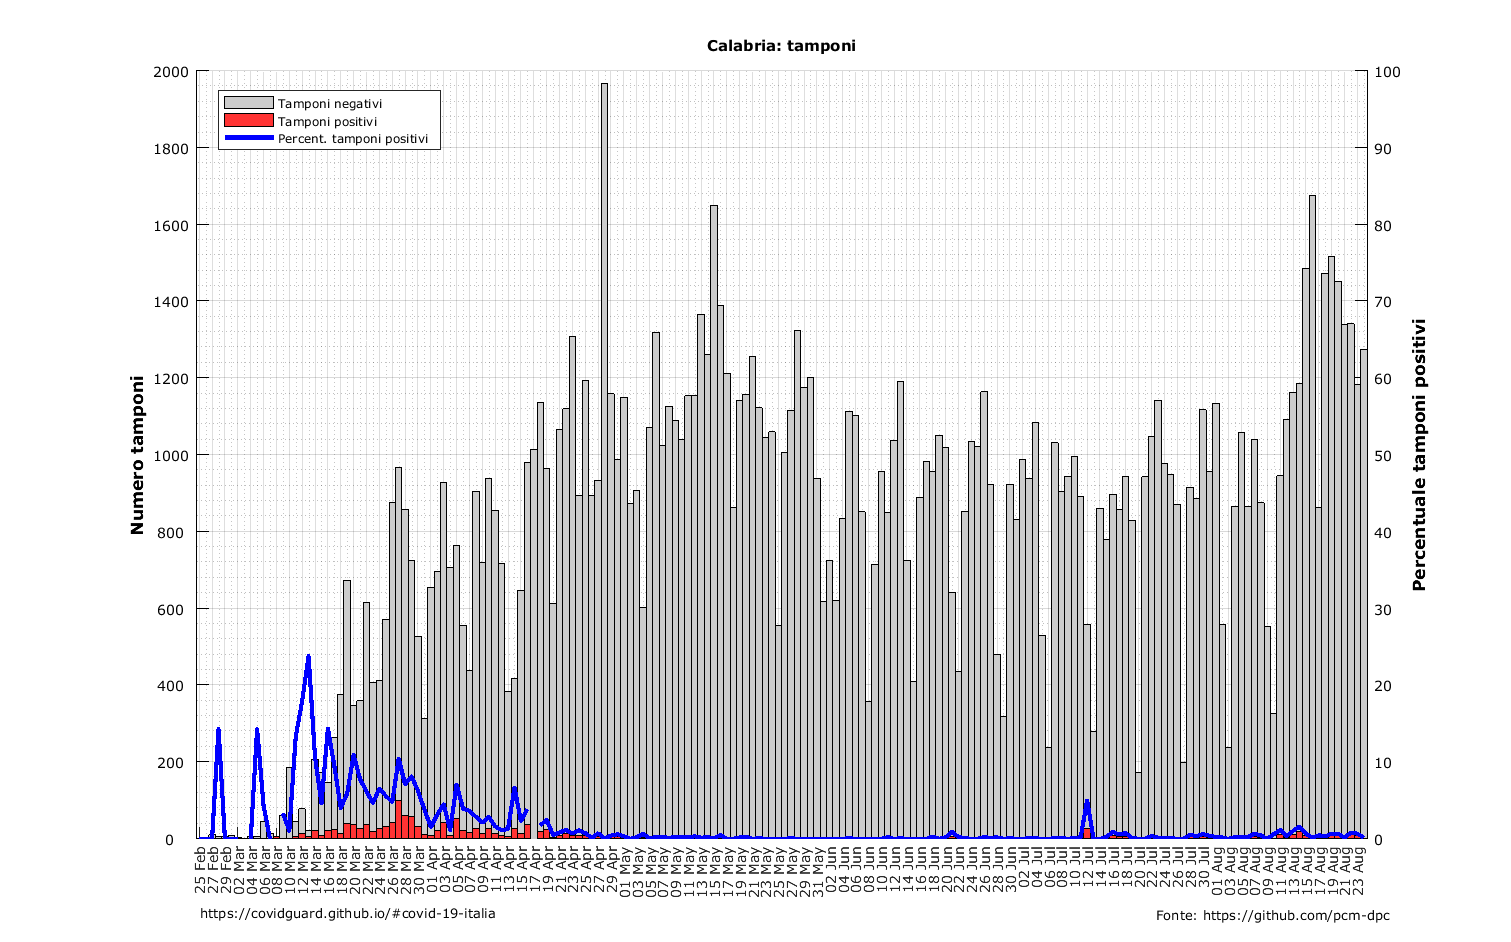 Calabria: tamponi
Tamponi negativi
Tamponi positivi
Percent. tamponi positivi
Numero tamponi
0
200
400
600
800
1000
1200
1400
1600
1800
2000
Percentuale tamponi positivi
0
10
20
30
40
50
60
70
80
90
100
25 Feb
27 Feb
29 Feb
02 Mar
04 Mar
06 Mar
08 Mar
10 Mar
12 Mar
14 Mar
16 Mar
18 Mar
20 Mar
22 Mar
24 Mar
26 Mar
28 Mar
30 Mar
01 Apr
03 Apr
05 Apr
07 Apr
09 Apr
11 Apr
13 Apr
15 Apr
17 Apr
19 Apr
21 Apr
23 Apr
25 Apr
27 Apr
29 Apr
01 May
03 May
05 May
07 May
09 May
11 May
13 May
15 May
17 May
19 May
21 May
23 May
25 May
27 May
29 May
31 May
02 Jun
04 Jun
06 Jun
08 Jun
10 Jun
12 Jun
14 Jun
16 Jun
18 Jun
20 Jun
22 Jun
24 Jun
26 Jun
28 Jun
30 Jun
02 Jul
04 Jul
06 Jul
08 Jul
10 Jul
12 Jul
14 Jul
16 Jul
18 Jul
20 Jul
22 Jul
24 Jul
26 Jul
28 Jul
30 Jul
01 Aug
03 Aug
05 Aug
07 Aug
09 Aug
11 Aug
13 Aug
15 Aug
17 Aug
19 Aug
21 Aug
23 Aug
https://covidguard.github.io/#covid-19-italia
Fonte: https://github.com/pcm-dpc